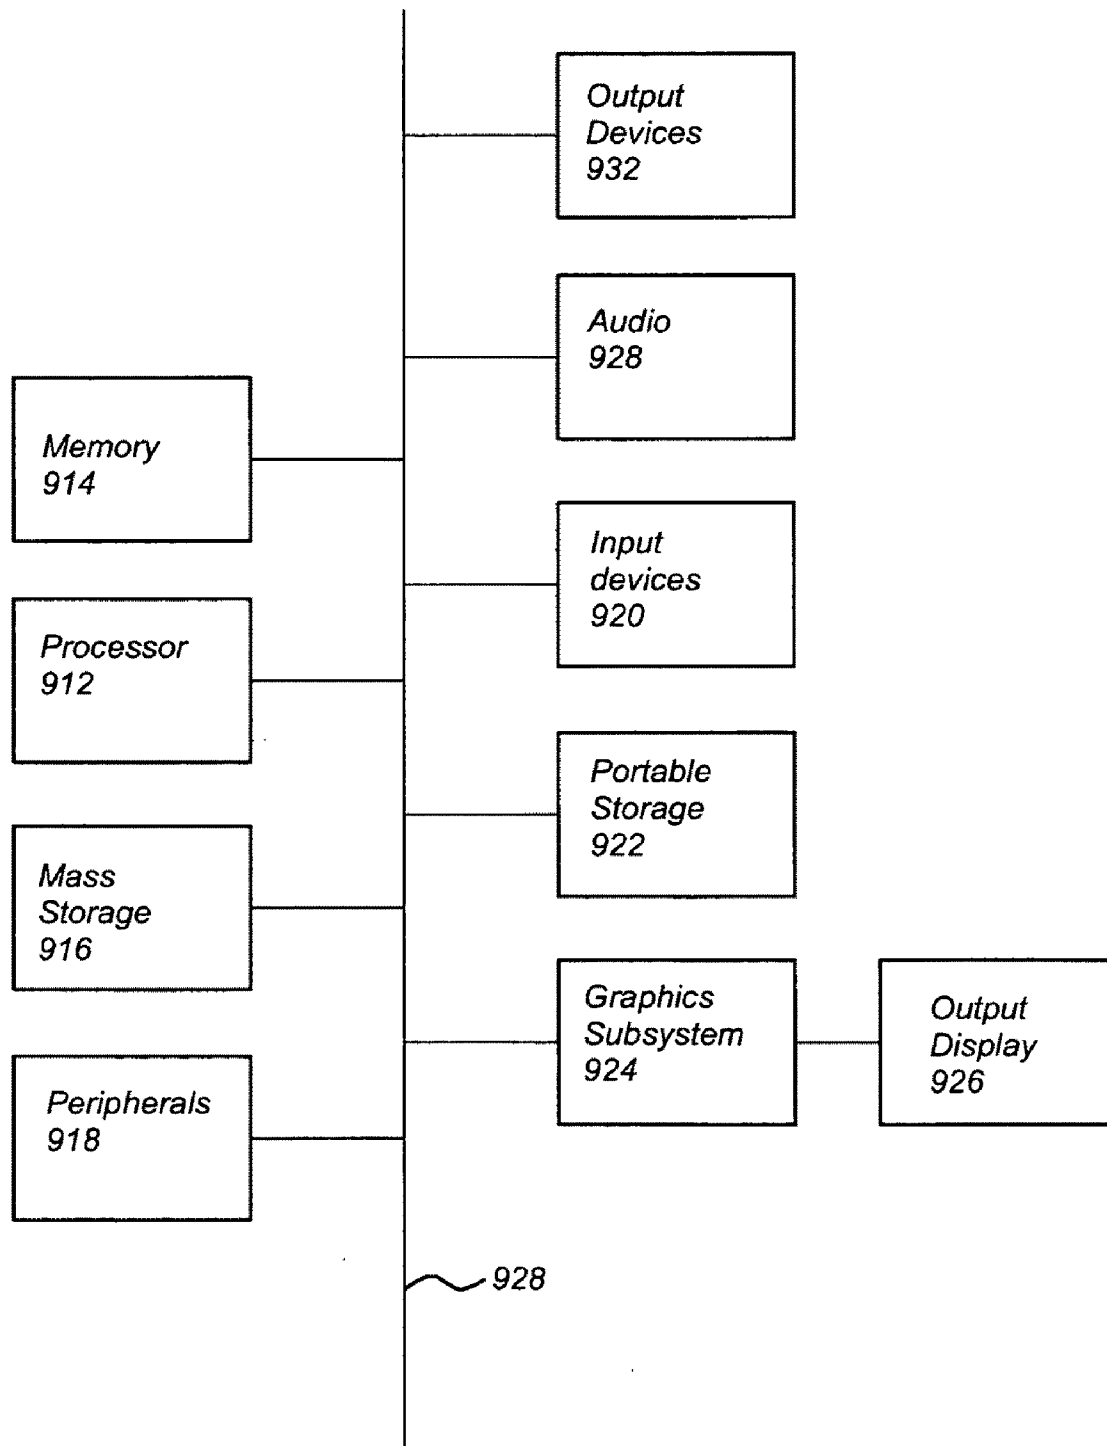 Output
Devices
932
Audio
928
Memory
914
Input
devices
920
Processor
912
Portable
Storage
922
Mass
Storage
916
Graphics
Subsystem
924
Output
Display
926
Peripherals
918
928